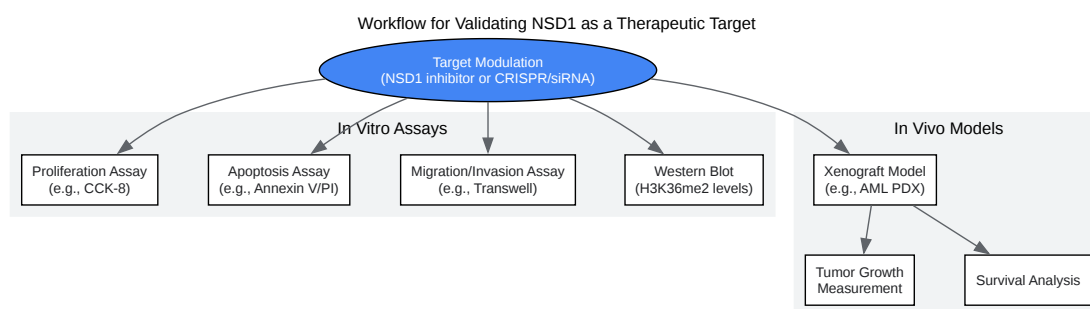 Workflow for Validating NSD1 as a Therapeutic Target
Target Modulation
(NSD1 inhibitor or CRISPR/siRNA)
In Vitro Assays
In Vivo Models
Proliferation Assay
(e.g., CCK-8)
Apoptosis Assay
(e.g., Annexin V/PI)
Migration/Invasion Assay
(e.g., Transwell)
Western Blot
(H3K36me2 levels)
Xenograft Model
(e.g., AML PDX)
Tumor Growth
Measurement
Survival Analysis